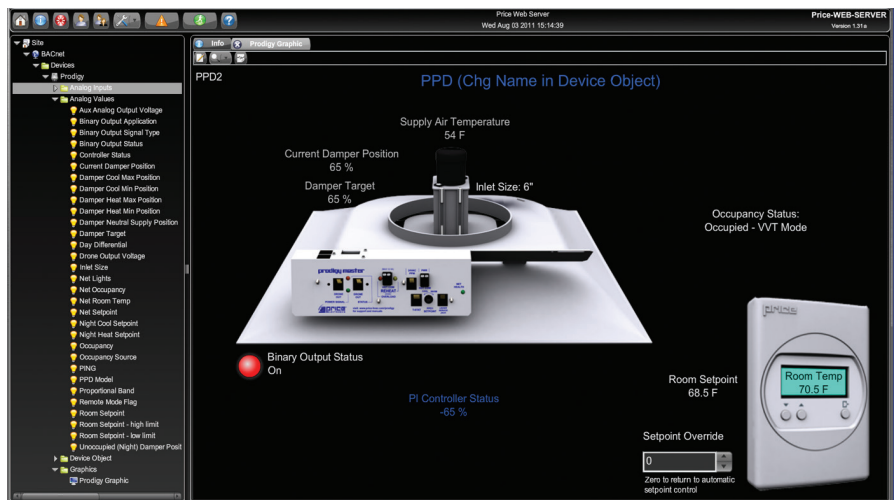 Price Web Server
Wed Aug 03 2011 15:14:39
Price-WEB-SERVER
Version 1.31a
Site
BACnet
Devices
Prodigy
Analog Inputs
Analog Values
Aux Analog Output Voltage
Binary Output Application
Binary Output Signal Type
Binary Output Status
Controller Status
Current Damper Position
Damper Cool Max Position
Damper Cool Min Position
Damper Heat Max Position
Damper Heat Min Position
Damper Neutral Supply Position
Damper Target
Day Differential
Drone Output Voltage
Inlet Size
Net Lights
Net Occupancy
Net Room Temp
Net Setpoint
Night Cool Setpoint
Night Heat Setpoint
Occupancy
Occupancy Source
PING
PPD Model
Proportional Band
Remote Mode Flag
Room Setpoint
Room Setpoint - high limit
Room Setpoint - low limit
Unoccupied (Night) Damper Posit
Device Object
Graphics
Prodigy Graphic
Info
Prodigy Graphic
PPD2
PPD (Chg Name in Device Object)
Supply Air Temperature
54 F
Current Damper Position
65 %
Damper Target
65 %
Inlet Size: 6"
Occupancy Status:
Occupied - VVT Mode
prodigy master
price
Binary Output Status
On
PI Controller Status
-65 %
price
Room Temp
70.5 F
Room Setpoint
68.5 F
Setpoint Override
0
Zero to return to automatic
setpoint control